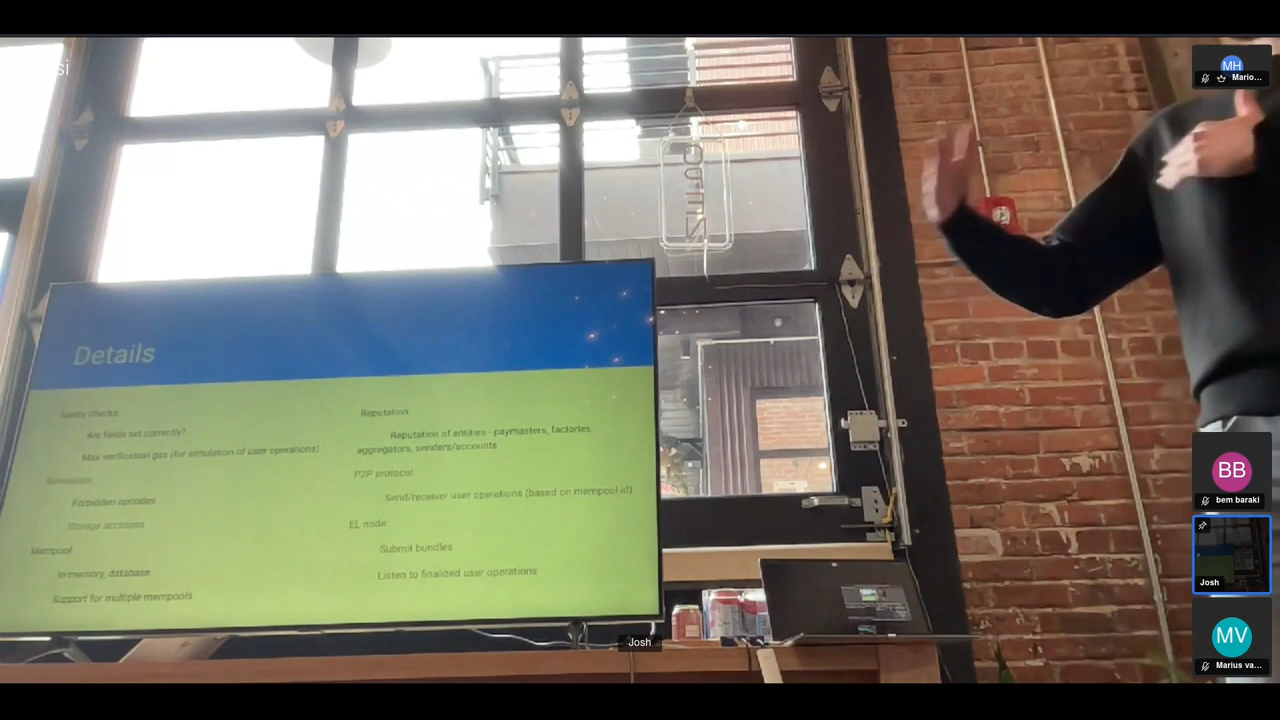 si
MH
Mario...
Details
Sanity checks
Are fields set correctly?
Max verification gas (for simulation of user operations)
Simulation
Forbidden opcodes
Storage accesses
Mempool
In-memory, database
Support for multiple mempools
Reputation
Reputation of entities - paymasters, factories,
aggregators, senders/accounts
P2P protocol
Send/receiver user operations (based on mempool id)
EL node
Submit bundles
Listen to finalized user operations
BB
bem baraki
Josh
Josh
MV
Marius va...